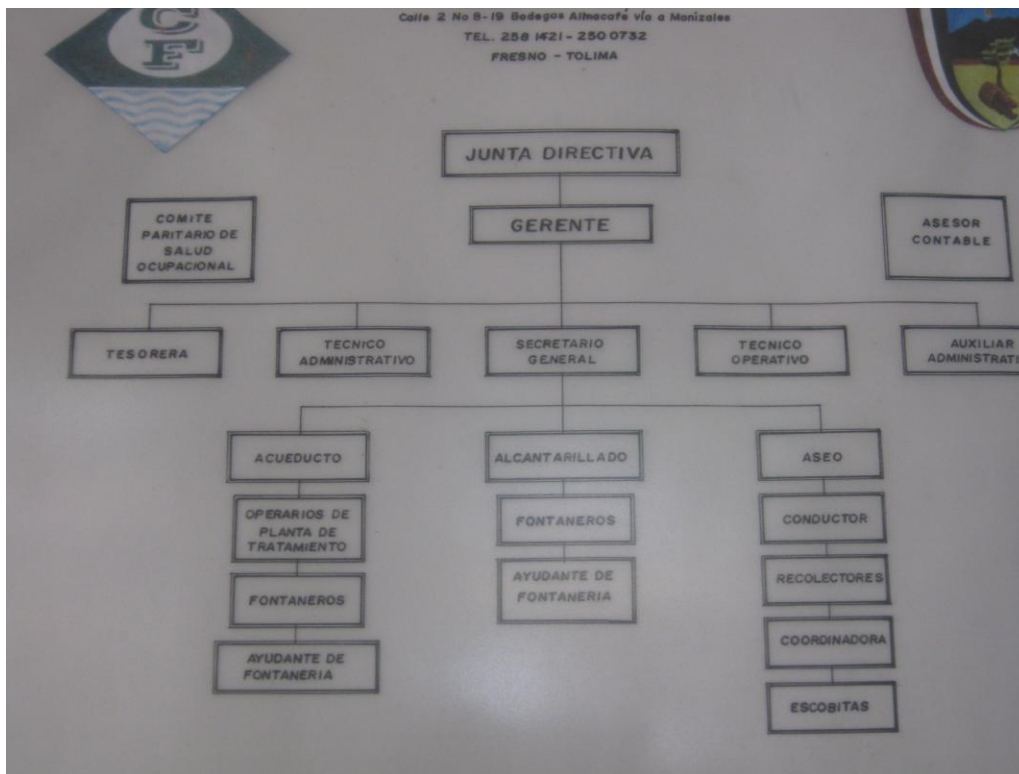 CF
Calle 2 No 8-19 Bodegas Almacafé vía a Manizales
TEL. 258 1421 - 250 0732
FRESNO - TOLIMA
JUNTA DIRECTIVA
GERENTE
COMITE
PARITARIO DE
SALUD
OCUPACIONAL
ASESOR
CONTABLE
TESORERA
TECNICO
ADMINISTRATIVO
SECRETARIO
GENERAL
TECNICO
OPERATIVO
AUXILIAR
ADMINISTRATI
ACUEDUCTO
OPERARIOS DE
PLANTA DE
TRATAMIENTO
FONTANEROS
AYUDANTE DE
FONTANERIA
ALCANTARILLADO
FONTANEROS
AYUDANTE DE
FONTANERIA
ASEO
CONDUCTOR
RECOLECTORES
COORDINADORA
ESCOBITAS